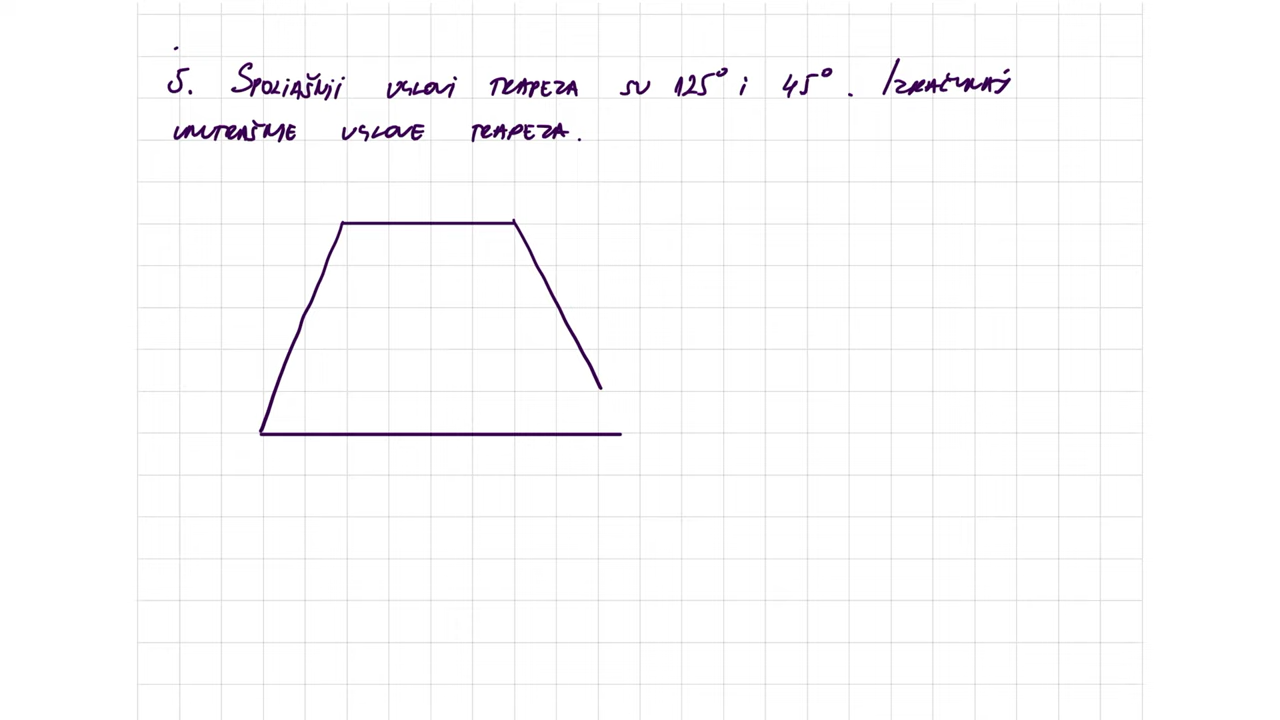 5. SPOLJAŠNJI UGLOVI TRAPEZA SU 125° i 45°. IZRAČUNAJ
UNUTRAŠNJE UGLOVE TRAPEZA.